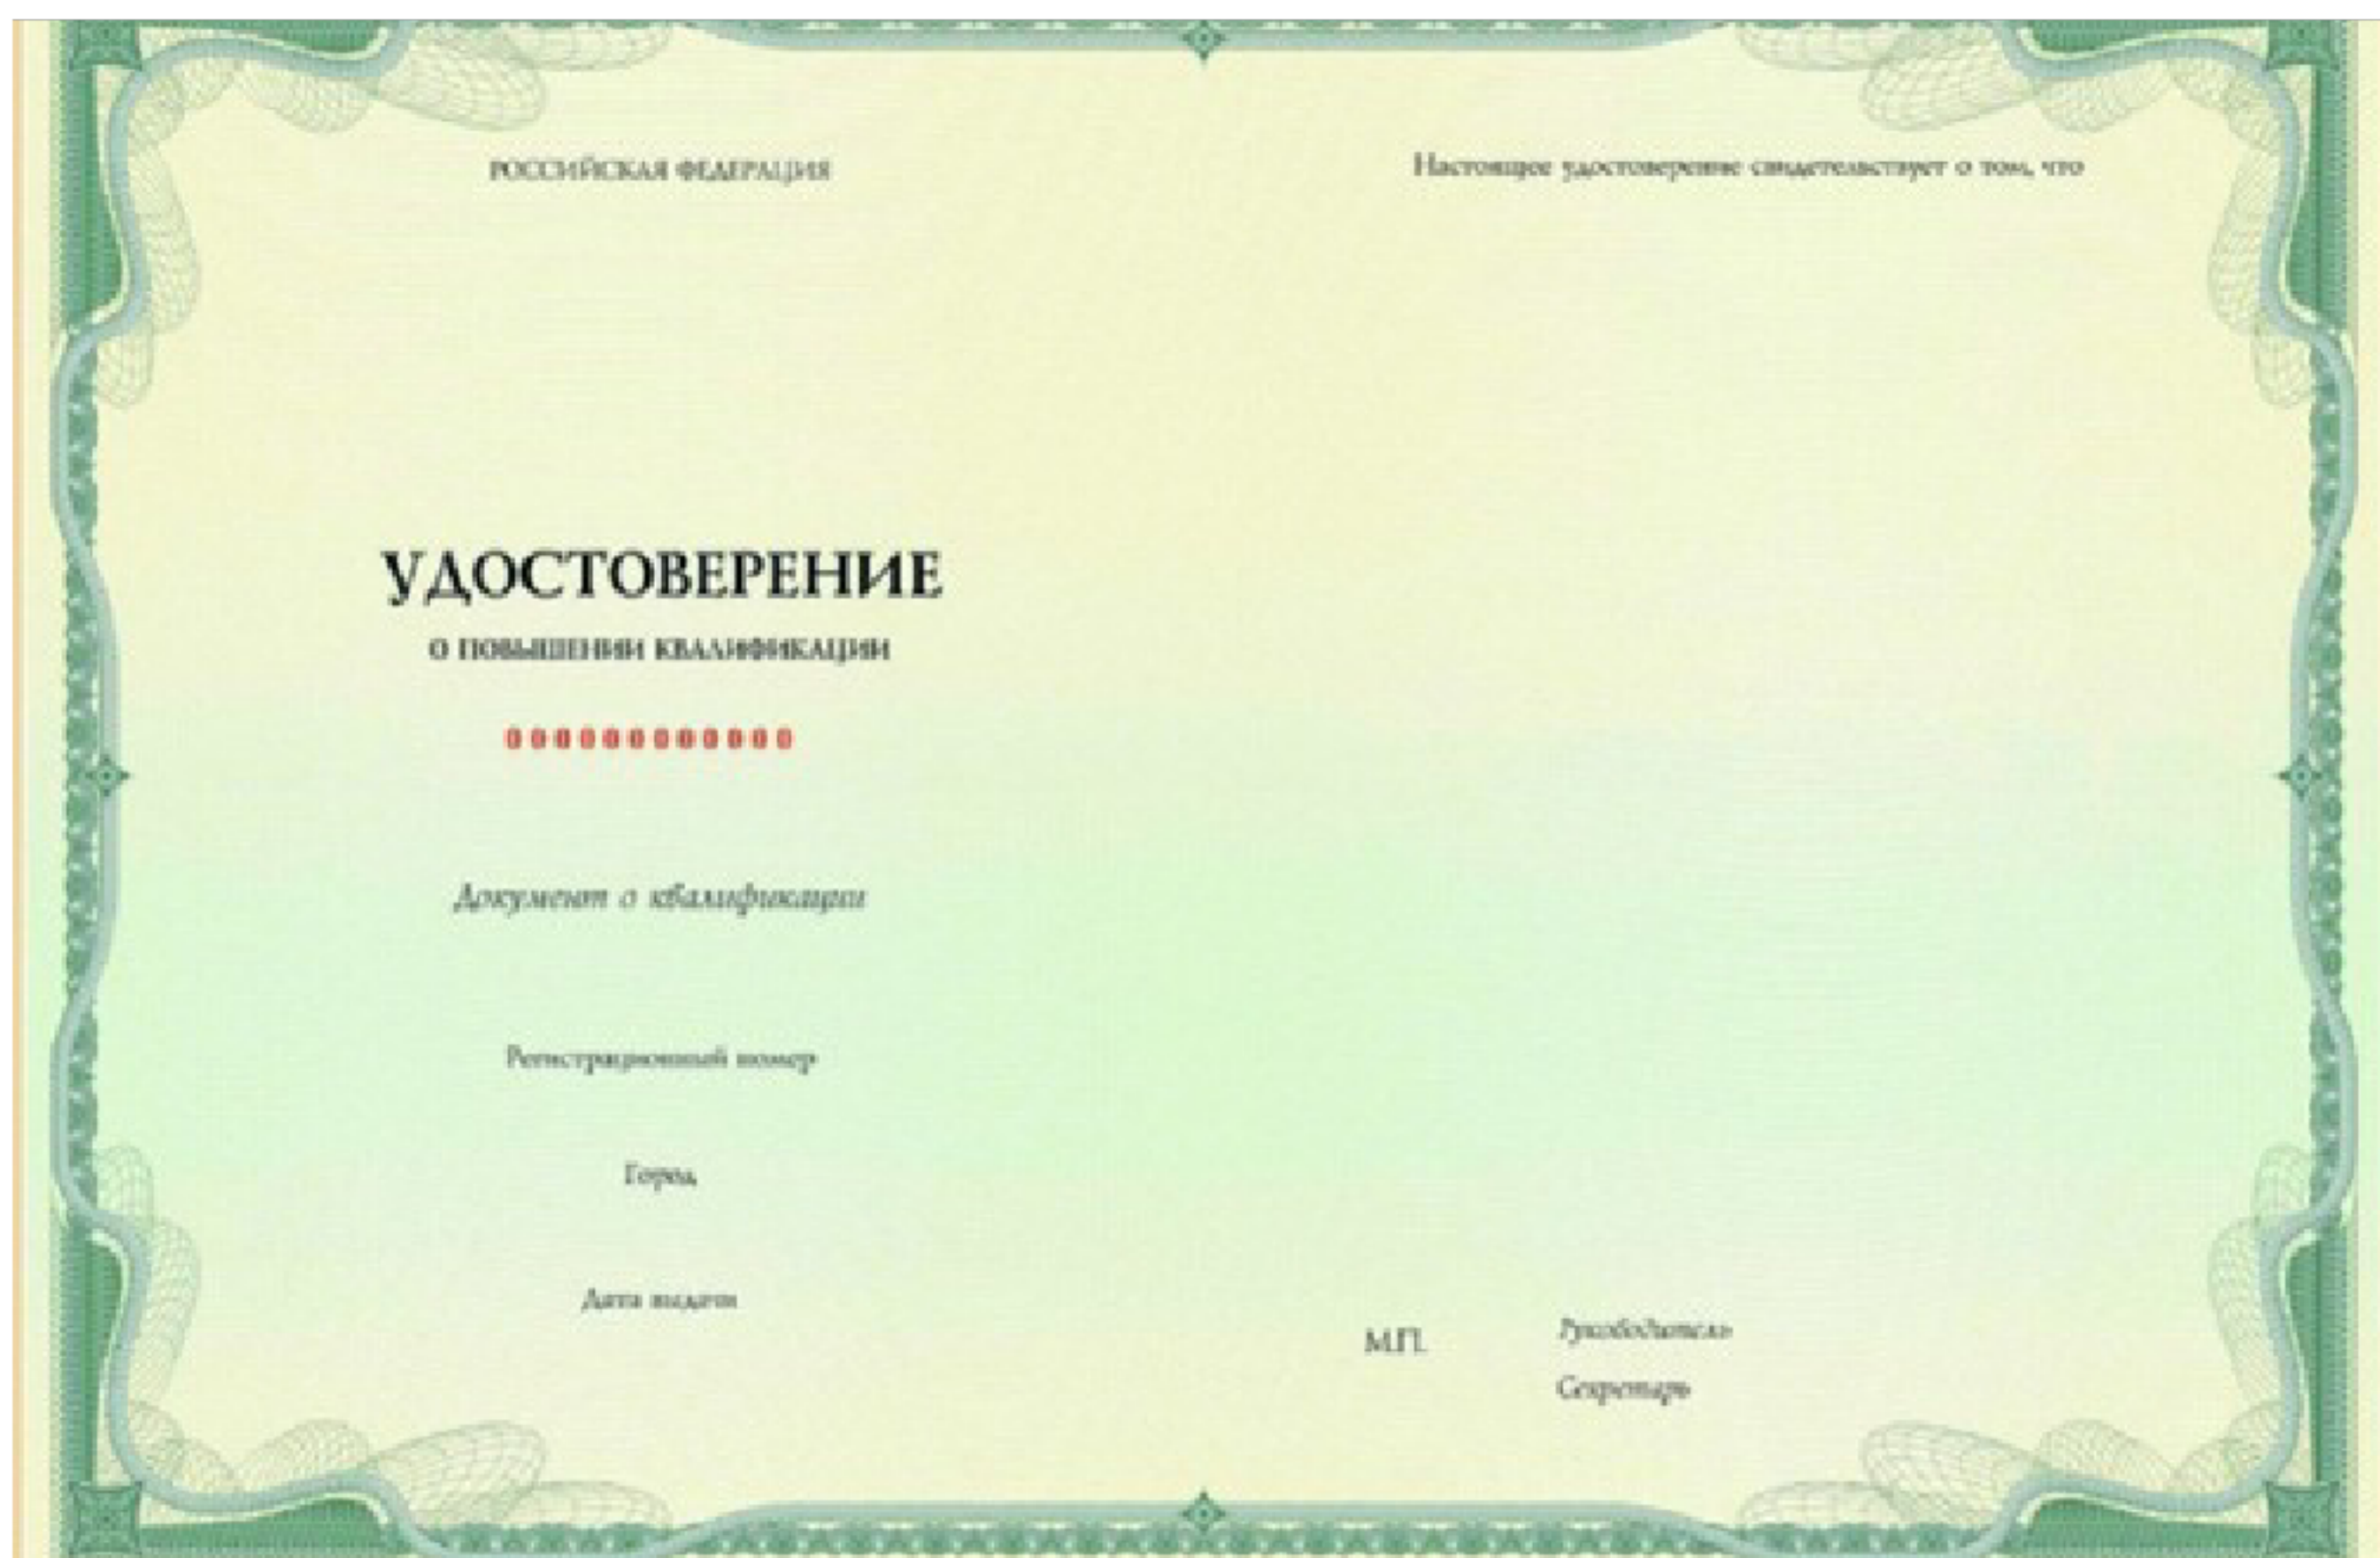 РОССИЙСКАЯ ФЕДЕРАЦИЯ
УДОСТОВЕРЕНИЕ
О ПОВЫШЕНИИ КВАЛИФИКАЦИИ
000000000000
Документ о квалификации
Регистрационный номер
Город
Дата выдачи
Настоящее удостоверение свидетельствует о том, что
М.П.
Руководитель
Секретарь